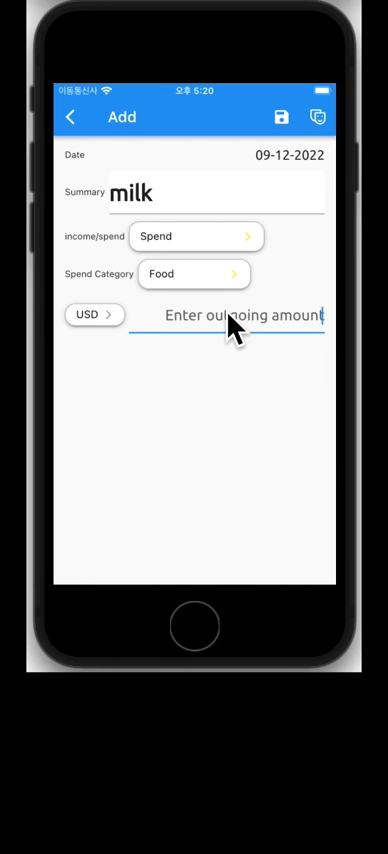 이동통신사 오후 5:20
Add
Date 09-12-2022
Summary milk
income/spend Spend
Spend Category Food
USD Enter outgoing amount